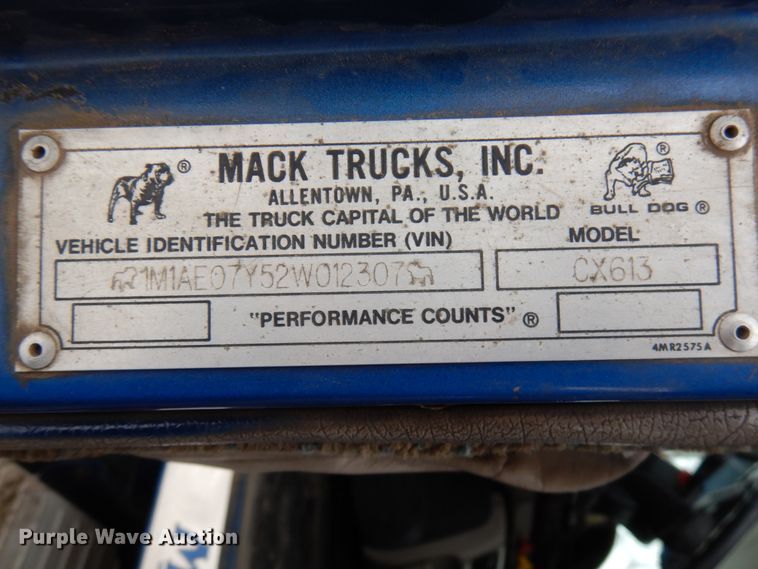 MACK TRUCKS, INC.
ALLENTOWN, PA., U.S.A.
THE TRUCK CAPITAL OF THE WORLD
BULL DOG ®
VEHICLE IDENTIFICATION NUMBER (VIN)
MODEL
1M1AE07Y52W012307
CX613
"PERFORMANCE COUNTS" ®
4MR2575A
Purple Wave Auction